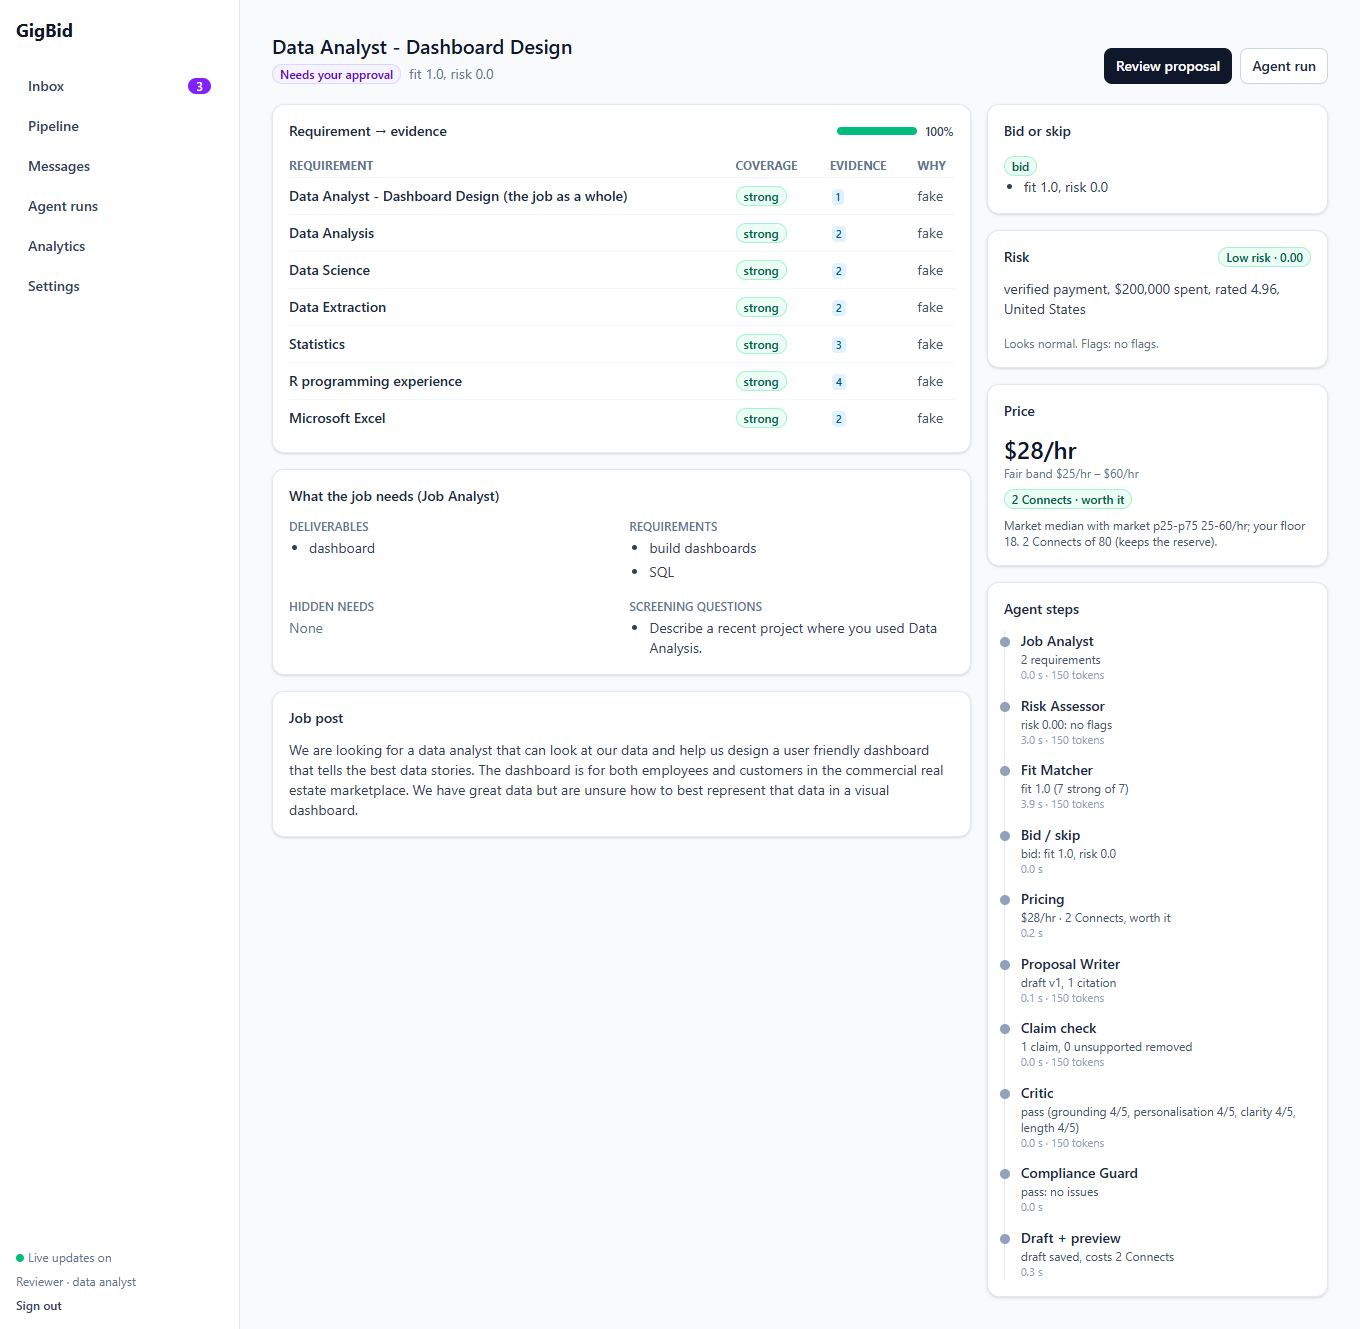 GigBid
Inbox 3
Pipeline
Messages
Agent runs
Analytics
Settings
Live updates on
Reviewer · data analyst
Sign out
Data Analyst - Dashboard Design
Needs your approval fit 1.0, risk 0.0
Review proposal Agent run
Requirement → evidence 100%
REQUIREMENT COVERAGE EVIDENCE WHY
Data Analyst - Dashboard Design (the job as a whole) strong 1 fake
Data Analysis strong 2 fake
Data Science strong 2 fake
Data Extraction strong 2 fake
Statistics strong 3 fake
R programming experience strong 4 fake
Microsoft Excel strong 2 fake
What the job needs (Job Analyst)
DELIVERABLES
• dashboard
REQUIREMENTS
• build dashboards
• SQL
HIDDEN NEEDS
None
SCREENING QUESTIONS
• Describe a recent project where you used Data
Analysis.
Job post
We are looking for a data analyst that can look at our data and help us design a user friendly dashboard
that tells the best data stories. The dashboard is for both employees and customers in the commercial real
estate marketplace. We have great data but are unsure how to best represent that data in a visual
dashboard.
Bid or skip
bid
• fit 1.0, risk 0.0
Risk Low risk · 0.00
verified payment, $200,000 spent, rated 4.96,
United States
Looks normal. Flags: no flags.
Price
$28/hr
Fair band $25/hr – $60/hr
2 Connects · worth it
Market median with market p25-p75 25-60/hr; your floor
18. 2 Connects of 80 (keeps the reserve).
Agent steps
Job Analyst
2 requirements
0.0 s · 150 tokens
Risk Assessor
risk 0.00: no flags
3.0 s · 150 tokens
Fit Matcher
fit 1.0 (7 strong of 7)
3.9 s · 150 tokens
Bid / skip
bid: fit 1.0, risk 0.0
0.0 s
Pricing
$28/hr · 2 Connects, worth it
0.2 s
Proposal Writer
draft v1, 1 citation
0.1 s · 150 tokens
Claim check
1 claim, 0 unsupported removed
0.0 s · 150 tokens
Critic
pass (grounding 4/5, personalisation 4/5, clarity 4/5,
length 4/5)
0.0 s · 150 tokens
Compliance Guard
pass: no issues
0.0 s
Draft + preview
draft saved, costs 2 Connects
0.3 s